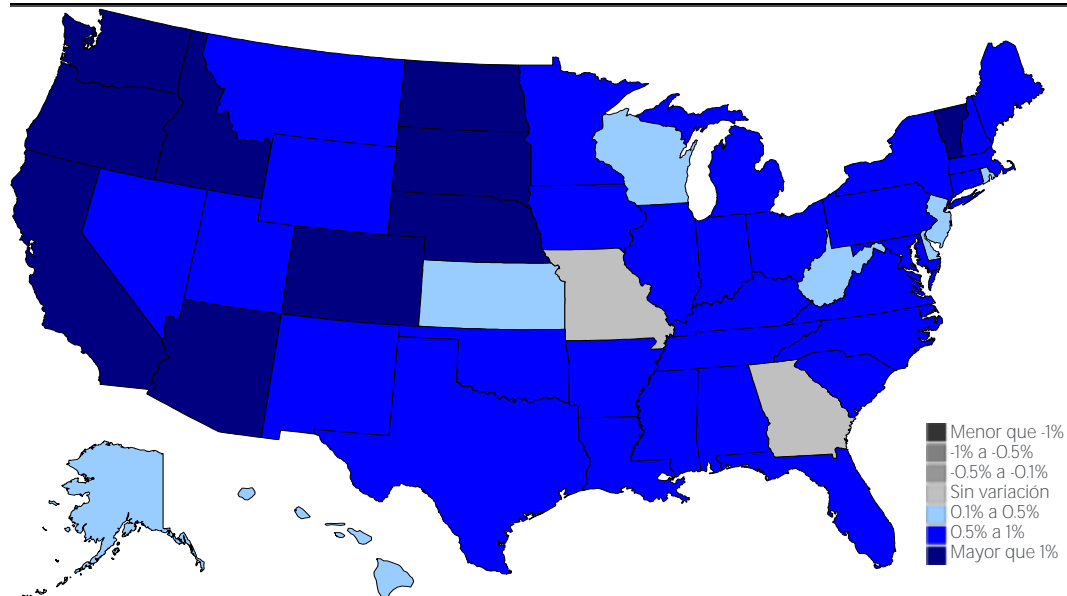 Menor que -1%
-1% a -0.5%
-0.5% a -0.1%
Sin variación
0.1% a 0.5%
0.5% a 1%
Mayor que 1%